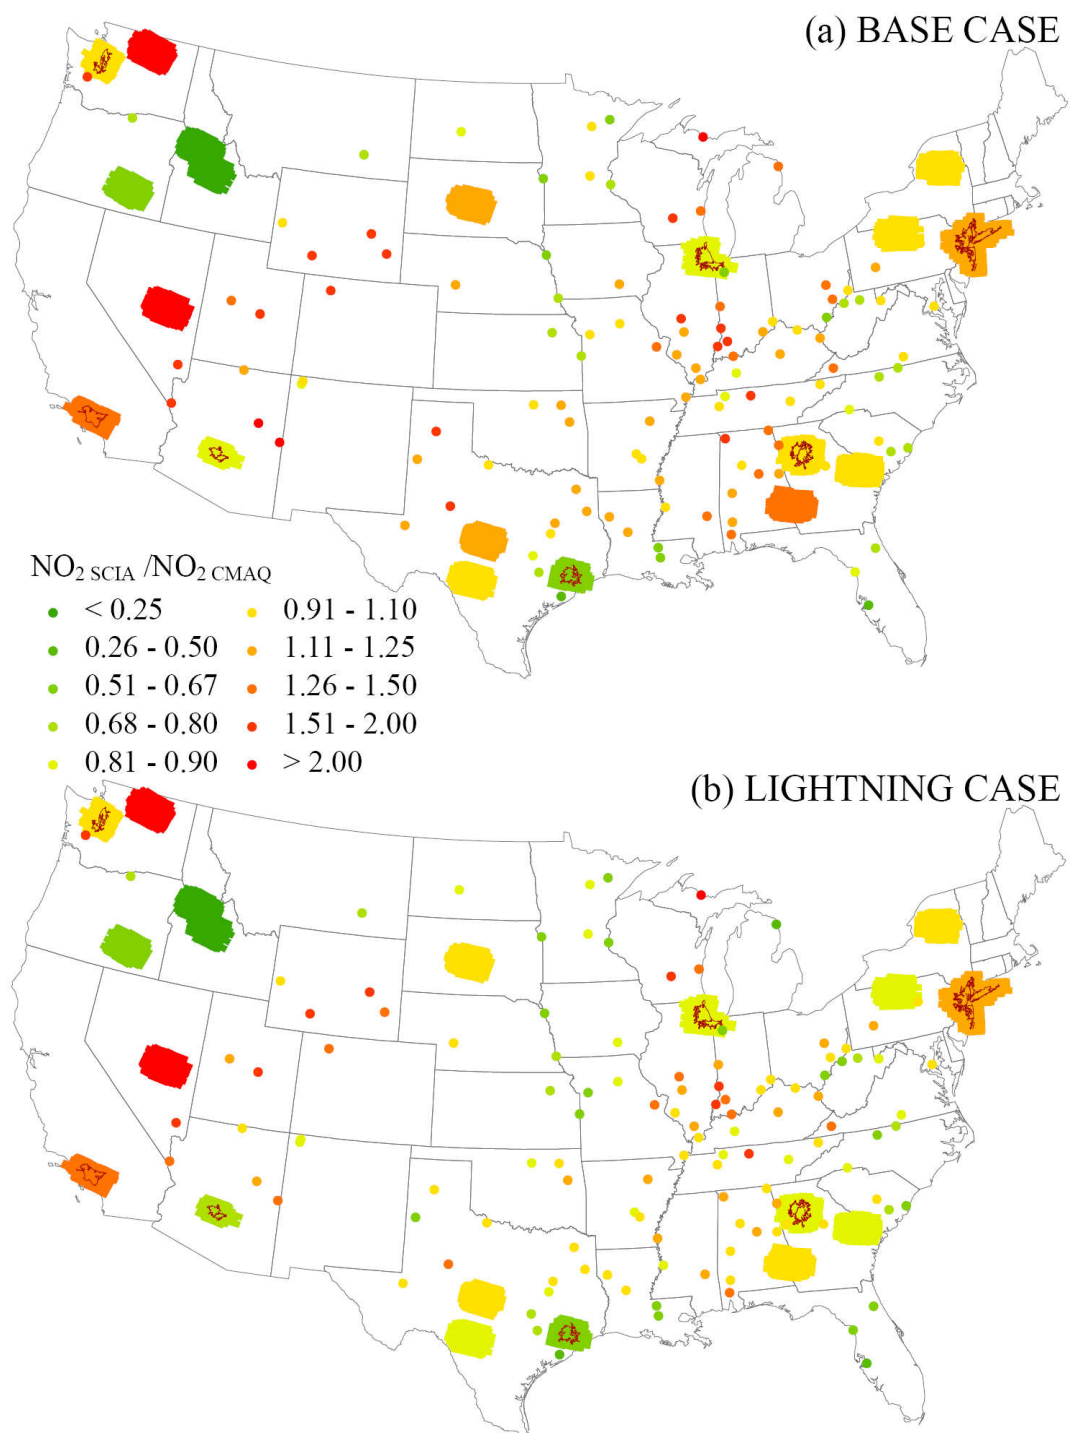 (a) BASE CASE
NO₂ SCIA /NO₂ CMAQ
< 0.25
0.26 - 0.50
0.51 - 0.67
0.68 - 0.80
0.81 - 0.90
0.91 - 1.10
1.11 - 1.25
1.26 - 1.50
1.51 - 2.00
> 2.00
(b) LIGHTNING CASE